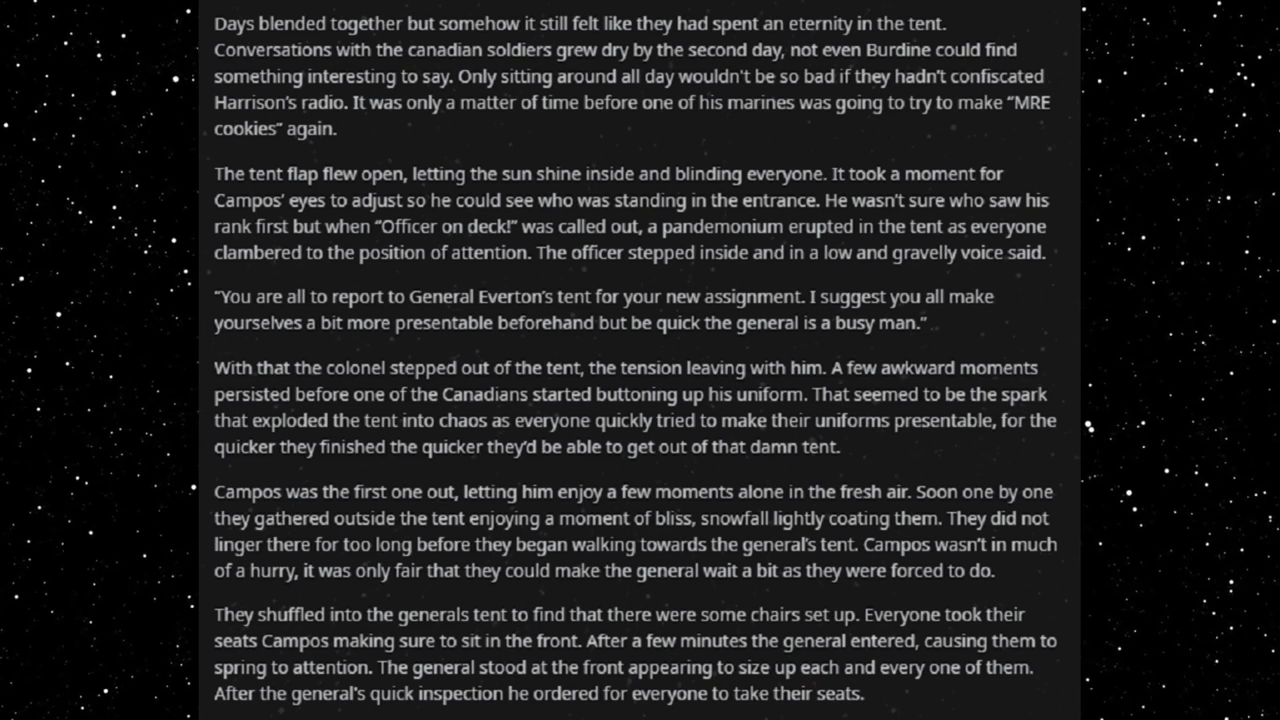 Days blended together but somehow it still felt like they had spent an eternity in the tent.
Conversations with the canadian soldiers grew dry by the second day, not even Burdine could find
something interesting to say. Only sitting around all day wouldn't be so bad if they hadn't confiscated
Harrison's radio. It was only a matter of time before one of his marines was going to try to make “MRE
cookies” again.
The tent flap flew open, letting the sun shine inside and blinding everyone. It took a moment for
Campos’ eyes to adjust so he could see who was standing in the entrance. He wasn't sure who saw his
rank first but when “Officer on deck!” was called out, a pandemonium erupted in the tent as everyone
clambered to the position of attention. The officer stepped inside and in a low and gravelly voice said.
“You are all to report to General Everton's tent for your new assignment. I suggest you all make
yourselves a bit more presentable beforehand but be quick the general is a busy man.”
With that the colonel stepped out of the tent, the tension leaving with him. A few awkward moments
persisted before one of the Canadians started buttoning up his uniform. That seemed to be the spark
that exploded the tent into chaos as everyone quickly tried to make their uniforms presentable, for the
quicker they finished the quicker they'd be able to get out of that damn tent.
Campos was the first one out, letting him enjoy a few moments alone in the fresh air. Soon one by one
they gathered outside the tent enjoying a moment of bliss, snowfall lightly coating them. They did not
linger there for too long before they began walking towards the general's tent. Campos wasn't in much
of a hurry, it was only fair that they could make the general wait a bit as they were forced to do.
They shuffled into the generals tent to find that there were some chairs set up. Everyone took their
seats Campos making sure to sit in the front. After a few minutes the general entered, causing them to
spring to attention. The general stood at the front appearing to size up each and every one of them.
After the general's quick inspection he ordered for everyone to take their seats.